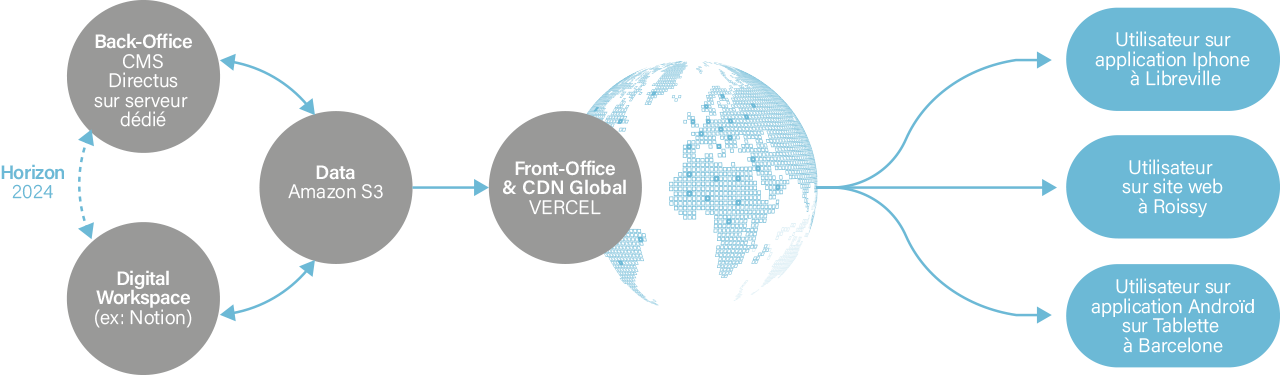 Back-Office
CMS
Directus
sur serveur
dédié
Horizon
2024
Digital
Workspace
(ex: Notion)
Data
Amazon S3
Front-Office
& CDN Global
VERCEL
Utilisateur sur
application Iphone
à Libreville
Utilisateur
sur site web
à Roissy
Utilisateur sur
application Androïd
sur Tablette
à Barcelone